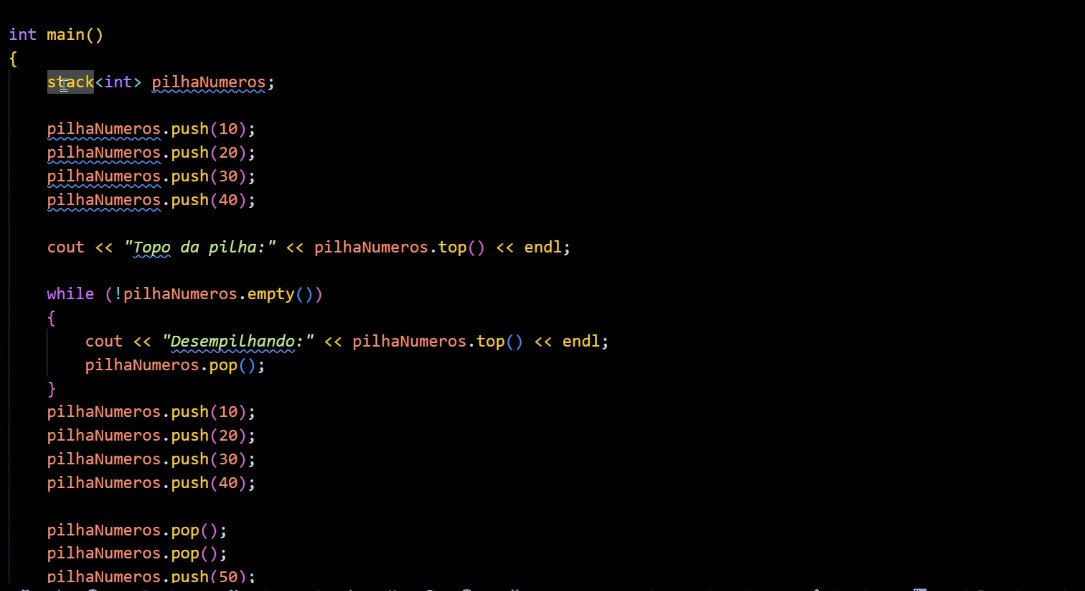 int main()
{
stack<int> pilhaNumeros;
pilhaNumeros.push(10);
pilhaNumeros.push(20);
pilhaNumeros.push(30);
pilhaNumeros.push(40);
cout << "Topo da pilha:" << pilhaNumeros.top() << endl;
while (!pilhaNumeros.empty())
{
cout << "Desempilhando:" << pilhaNumeros.top() << endl;
pilhaNumeros.pop();
}
pilhaNumeros.push(10);
pilhaNumeros.push(20);
pilhaNumeros.push(30);
pilhaNumeros.push(40);
pilhaNumeros.pop();
pilhaNumeros.pop();
pilhaNumeros.push(50);